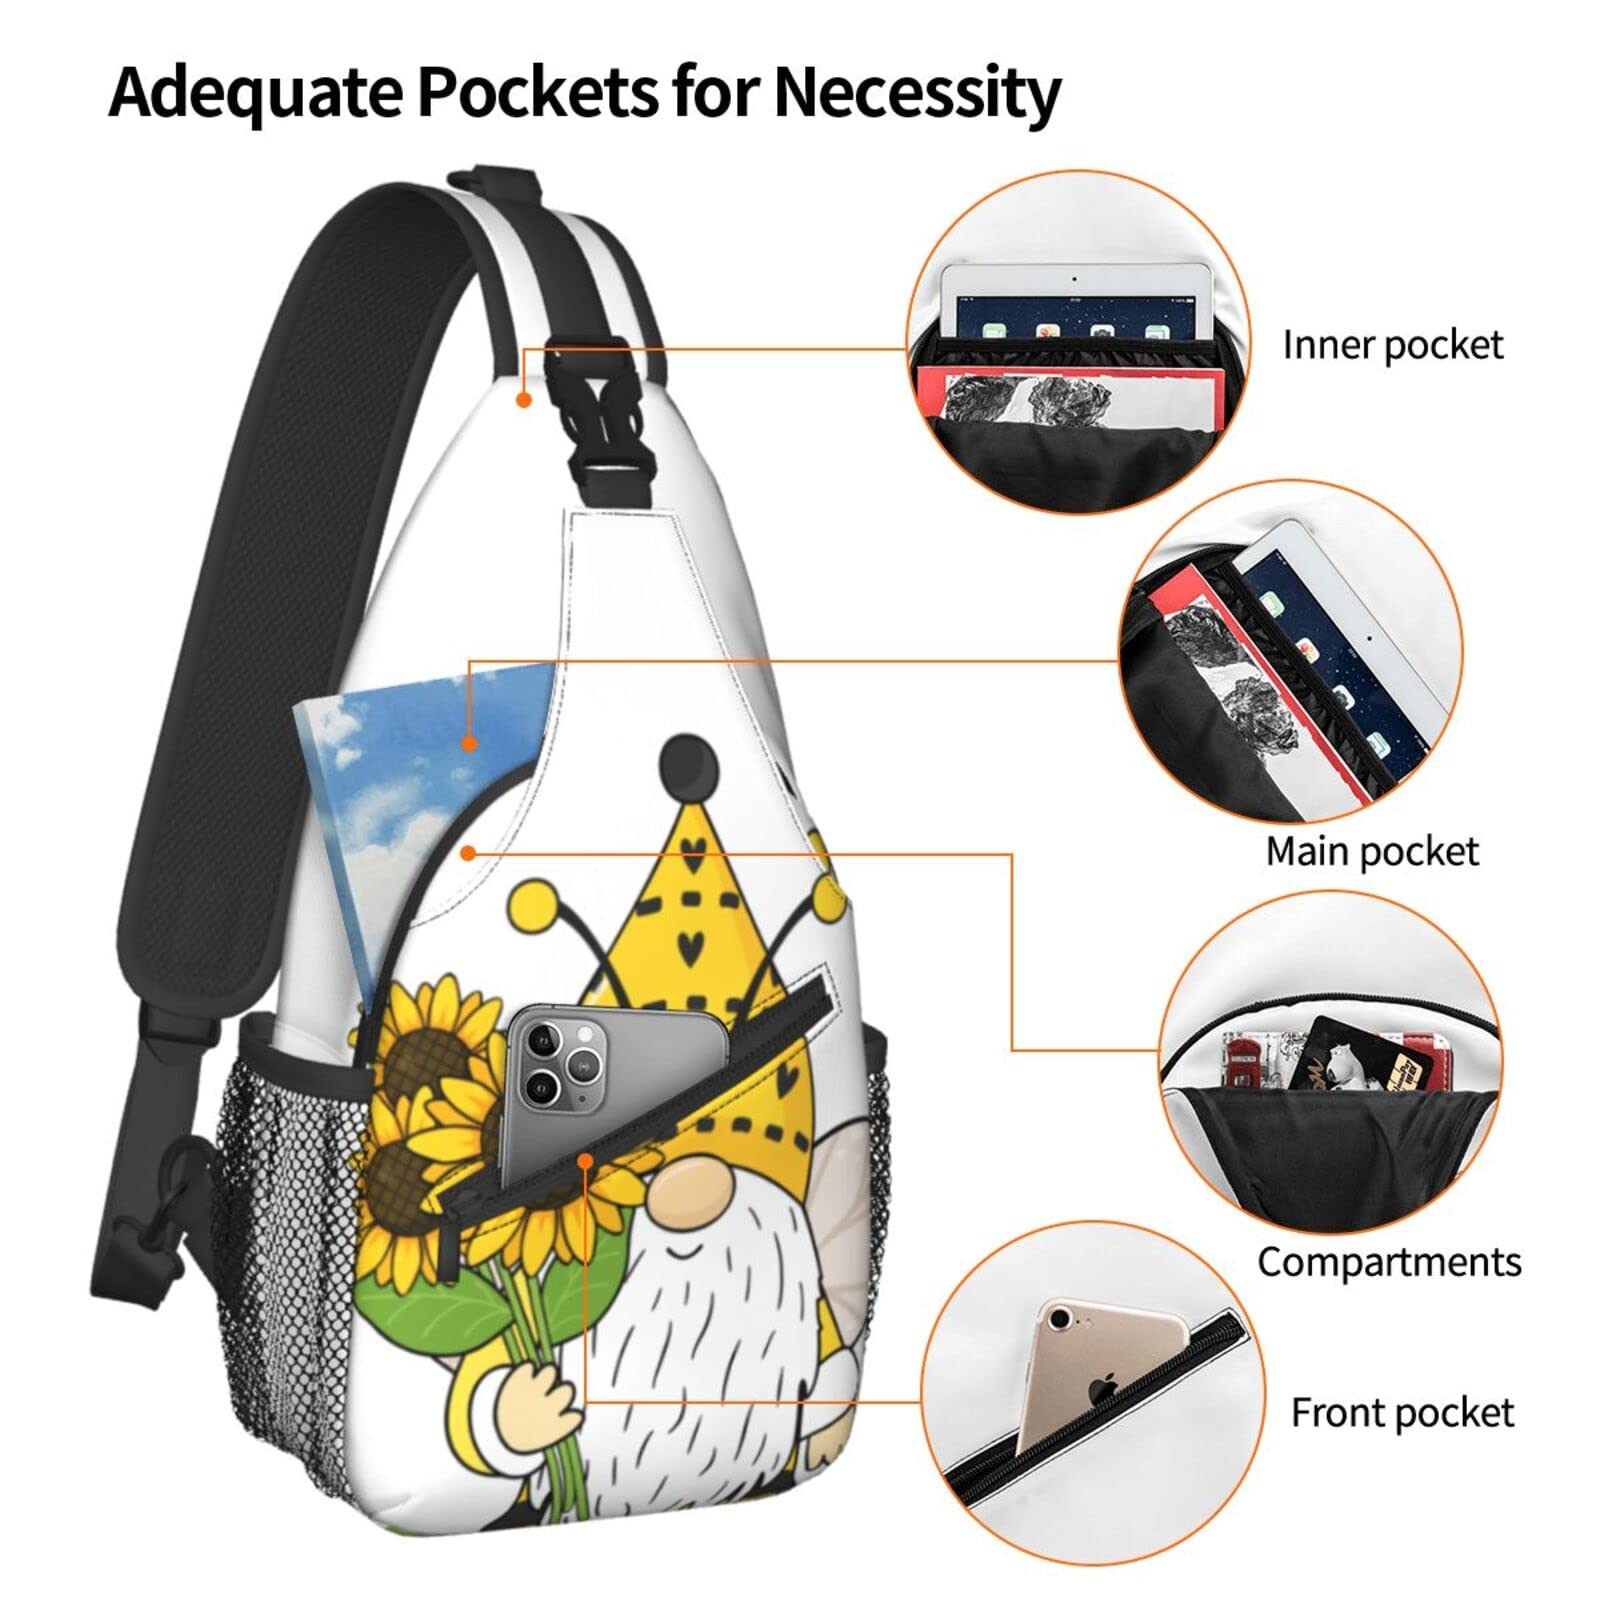 Adequate Pockets for Necessity
Inner pocket
Main pocket
Compartments
Front pocket